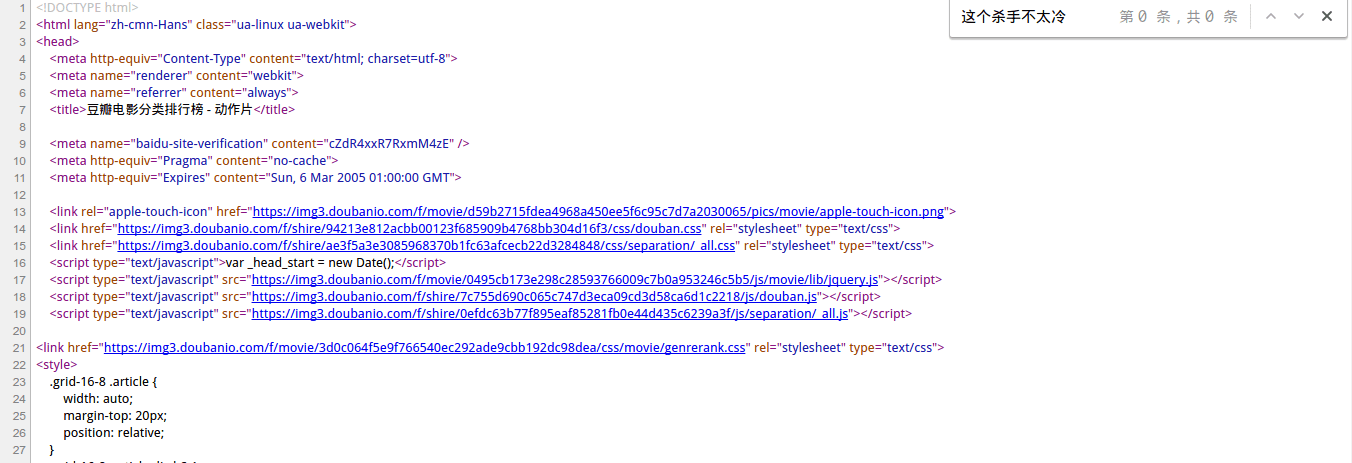 这个杀手不太冷 第 0 条，共 0 条
1 <!DOCTYPE html>
2 <html lang="zh-cmn-Hans" class="ua-linux ua-webkit">
3 <head>
4 <meta http-equiv="Content-Type" content="text/html; charset=utf-8">
5 <meta name="renderer" content="webkit">
6 <meta name="referrer" content="always">
7 <title>豆瓣电影分类排行榜 - 动作片</title>
8
9 <meta name="baidu-site-verification" content="cZdR4xxR7RxmM4zE" />
10 <meta http-equiv="Pragma" content="no-cache">
11 <meta http-equiv="Expires" content="Sun, 6 Mar 2005 01:00:00 GMT">
12
13 <link rel="apple-touch-icon" href="https://img3.doubanio.com/f/movie/d59b2715fdea4968a450ee5f6c95c7d7a2030065/pics/movie/apple-touch-icon.png">
14 <link href="https://img3.doubanio.com/f/shire/94213e812acbb00123f685909b4768bb304d16f3/css/douban.css" rel="stylesheet" type="text/css">
15 <link href="https://img3.doubanio.com/f/shire/ae3f5a3e3085968370b1fc63afcecb22d3284848/css/separation/_all.css" rel="stylesheet" type="text/css">
16 <script type="text/javascript">var _head_start = new Date();</script>
17 <script type="text/javascript" src="https://img3.doubanio.com/f/movie/0495cb173e298c28593766009c7b0a953246c5b5/js/movie/lib/jquery.js"></script>
18 <script type="text/javascript" src="https://img3.doubanio.com/f/shire/7c755d690c065c747d3eca09cd3d58ca6d1c2218/js/douban.js"></script>
19 <script type="text/javascript" src="https://img3.doubanio.com/f/shire/0efdc63b77f895eaf85281fb0e44d435c6239a3f/js/separation/_all.js"></script>
20
21 <link href="https://img3.doubanio.com/f/movie/3d0c064f5e9f766540ec292ade9cbb192dc98dea/css/movie/genrerank.css" rel="stylesheet" type="text/css">
22 <style>
23 .grid-16-8 .article {
24 width: auto;
25 margin-top: 20px;
26 position: relative;
27 }